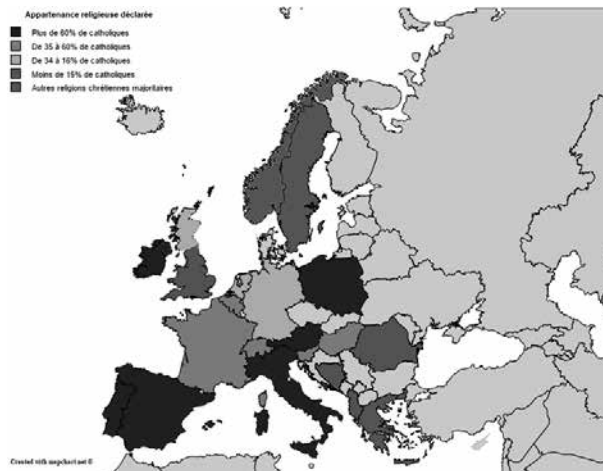 Appartenance religieuse déclarée
Plus de 60% de catholiques
De 35 à 60% de catholiques
De 34 à 16% de catholiques
Moins de 15% de catholiques
Autres religions chrétiennes majoritaires
Created with mapchart.net ©